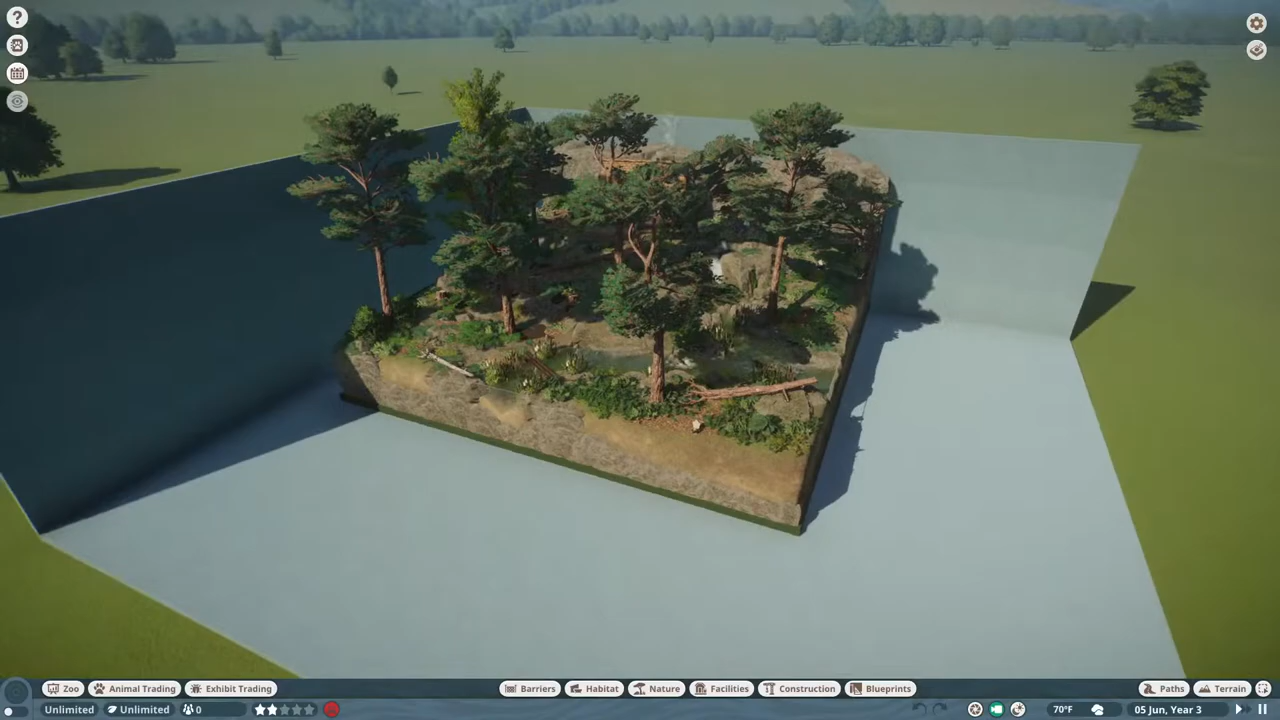 ?
Zoo Animal Trading Exhibit Trading Barriers Habitat Nature Facilities Construction Blueprints Paths Terrain
Unlimited Unlimited 0 70°F 05 Jun, Year 3